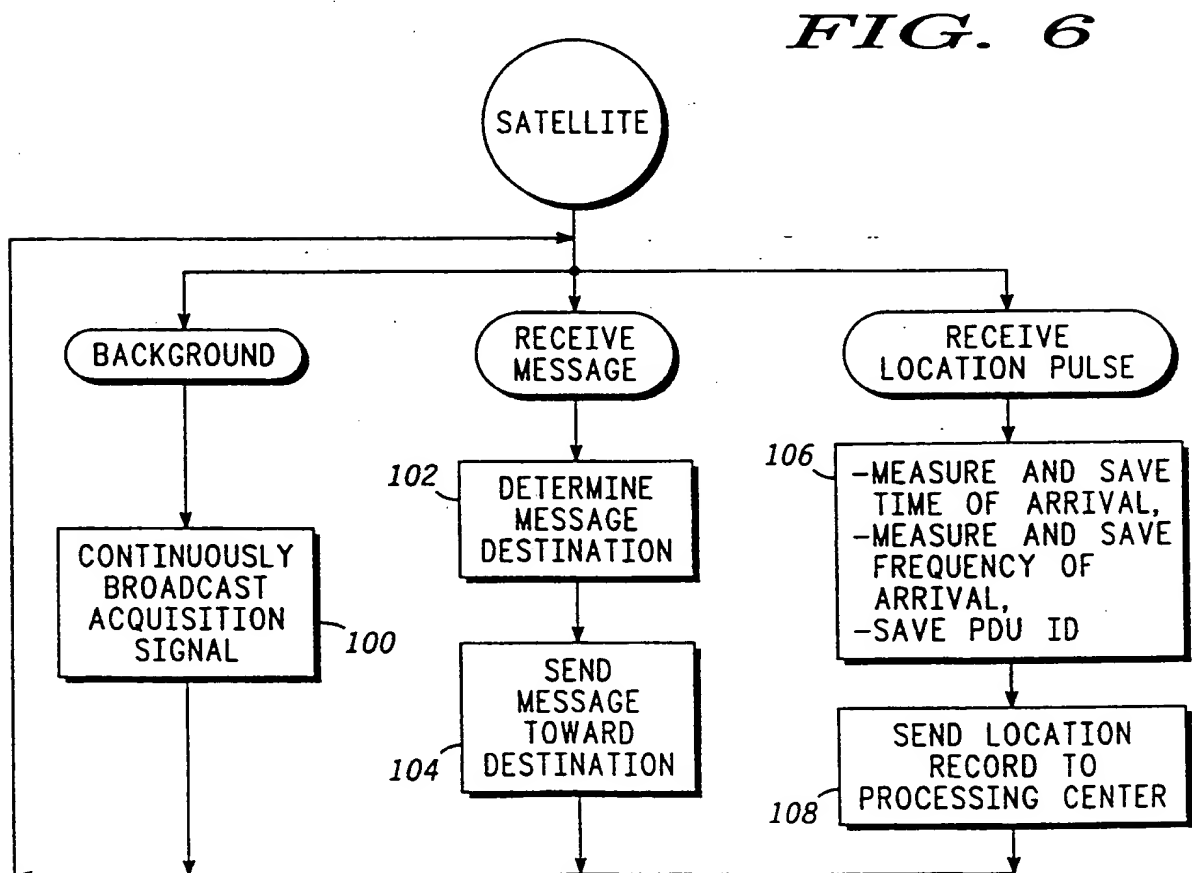 FIG. 6
SATELLITE
BACKGROUND
RECEIVE
MESSAGE
RECEIVE
LOCATION PULSE
102
DETERMINE
MESSAGE
DESTINATION
106
-MEASURE AND SAVE
TIME OF ARRIVAL,
-MEASURE AND SAVE
FREQUENCY OF
ARRIVAL,
-SAVE PDU ID
CONTINUOUSLY
BROADCAST
ACQUISITION
SIGNAL
100
SEND
MESSAGE
TOWARD
DESTINATION
104
SEND LOCATION
RECORD TO
PROCESSING CENTER
108